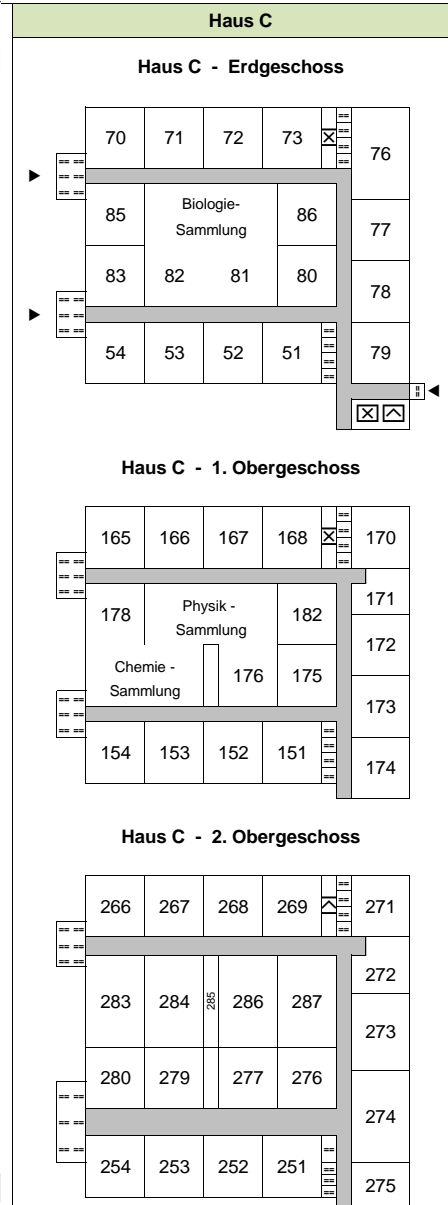 Haus C
Haus C - Erdgeschoss
70 71 72 73 76
85 Biologie- 86 77
Sammlung
83 82 81 80 78
54 53 52 51 79
Haus C - 1. Obergeschoss
165 166 167 168 170
178 Physik - 182 171
Sammlung
172
Chemie - 176 175
Sammlung
173
154 153 152 151 174
Haus C - 2. Obergeschoss
266 267 268 269 271
272
283 284 285 286 287 273
280 279 277 276
274
254 253 252 251 275